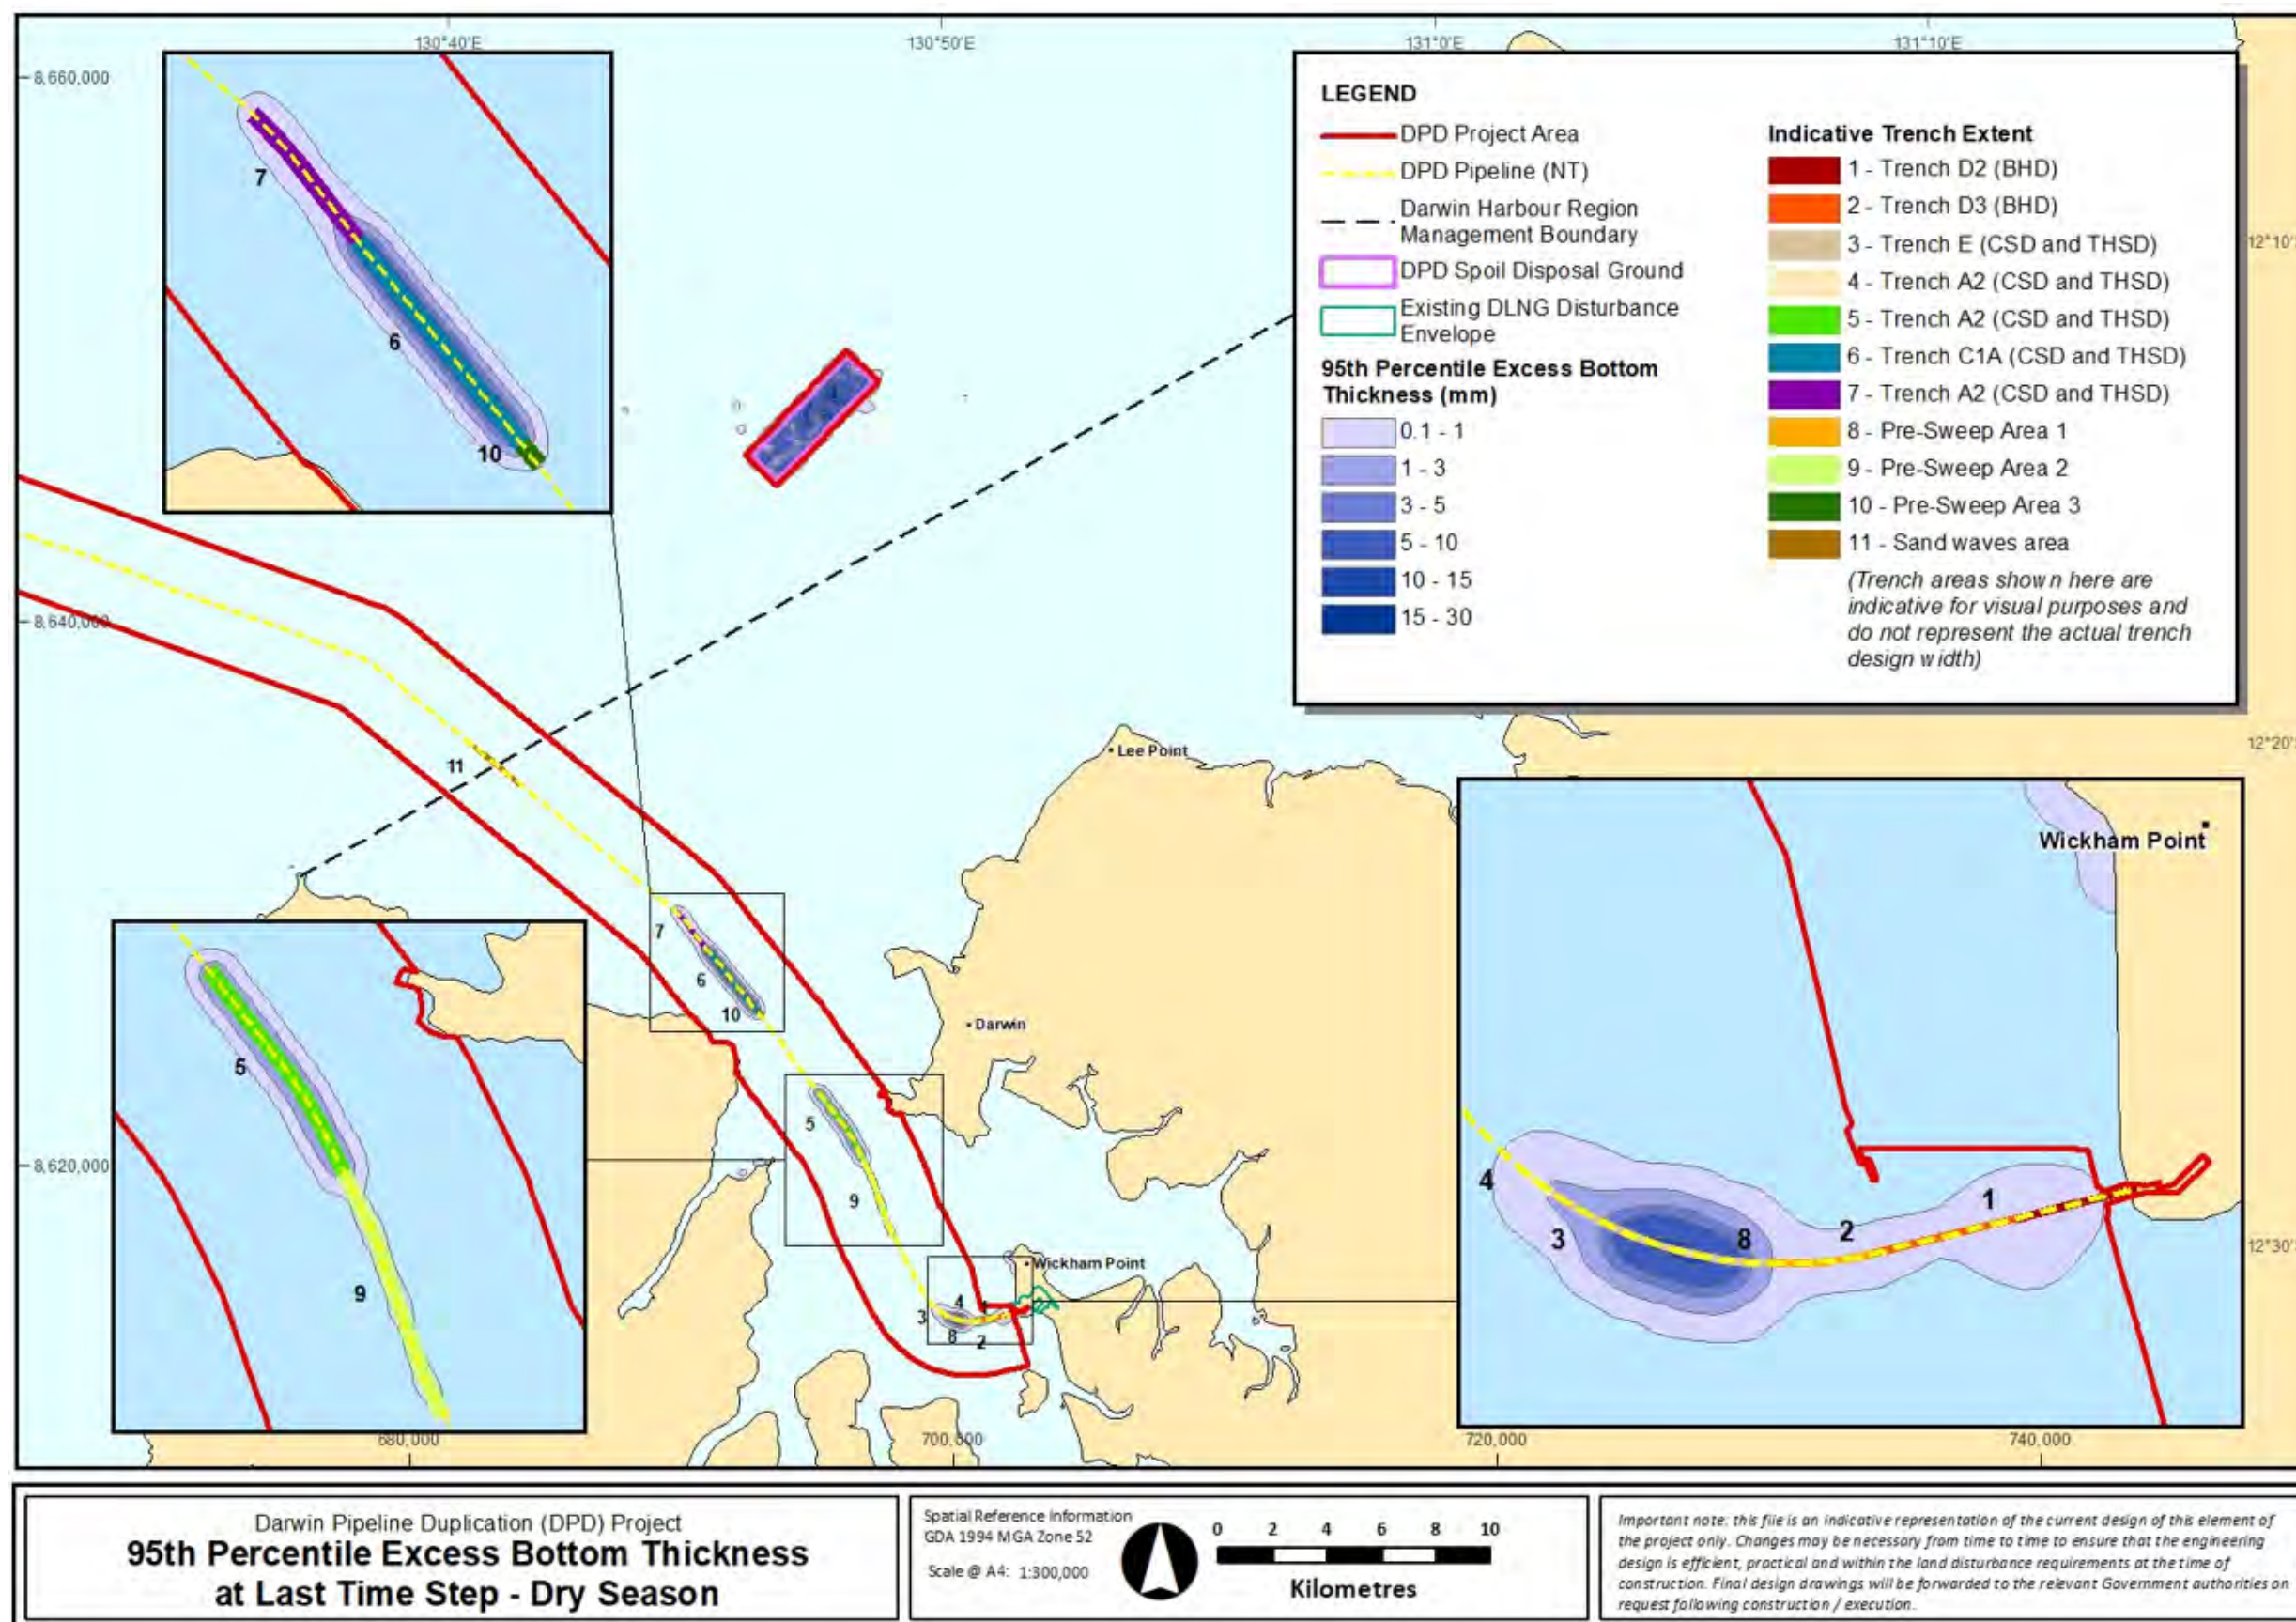 130°40'E
130°50'E
131°0'E
131°10'E
8,660,000
8,640,000
8,620,000
12°10'
12°20'
12°30'
680,000
700,000
720,000
740,000
7
6
10
LEGEND
DPD Project Area
DPD Pipeline (NT)
Darwin Harbour Region
Management Boundary
DPD Spoil Disposal Ground
Existing DLNG Disturbance
Envelope
95th Percentile Excess Bottom
Thickness (mm)
0.1 - 1
1 - 3
3 - 5
5 - 10
10 - 15
15 - 30
Indicative Trench Extent
1 - Trench D2 (BHD)
2 - Trench D3 (BHD)
3 - Trench E (CSD and THSD)
4 - Trench A2 (CSD and THSD)
5 - Trench A2 (CSD and THSD)
6 - Trench C1A (CSD and THSD)
7 - Trench A2 (CSD and THSD)
8 - Pre-Sweep Area 1
9 - Pre-Sweep Area 2
10 - Pre-Sweep Area 3
11 - Sand waves area
(Trench areas shown here are
indicative for visual purposes and
do not represent the actual trench
design width)
11
Lee Point
7
6
10
Darwin
5
9
Wickham Point
4
1
3
8
2
5
9
Wickham Point
4
3
8
2
1
Darwin Pipeline Duplication (DPD) Project
95th Percentile Excess Bottom Thickness
at Last Time Step - Dry Season
Spatial Reference Information
GDA 1994 MGA Zone 52
Scale @ A4: 1:300,000
0 2 4 6 8 10
Kilometres
Important note: this file is an indicative representation of the current design of this element of
the project only. Changes may be necessary from time to time to ensure that the engineering
design is efficient, practical and within the land disturbance requirements at the time of
construction. Final design drawings will be forwarded to the relevant Government authorities on
request following construction / execution.